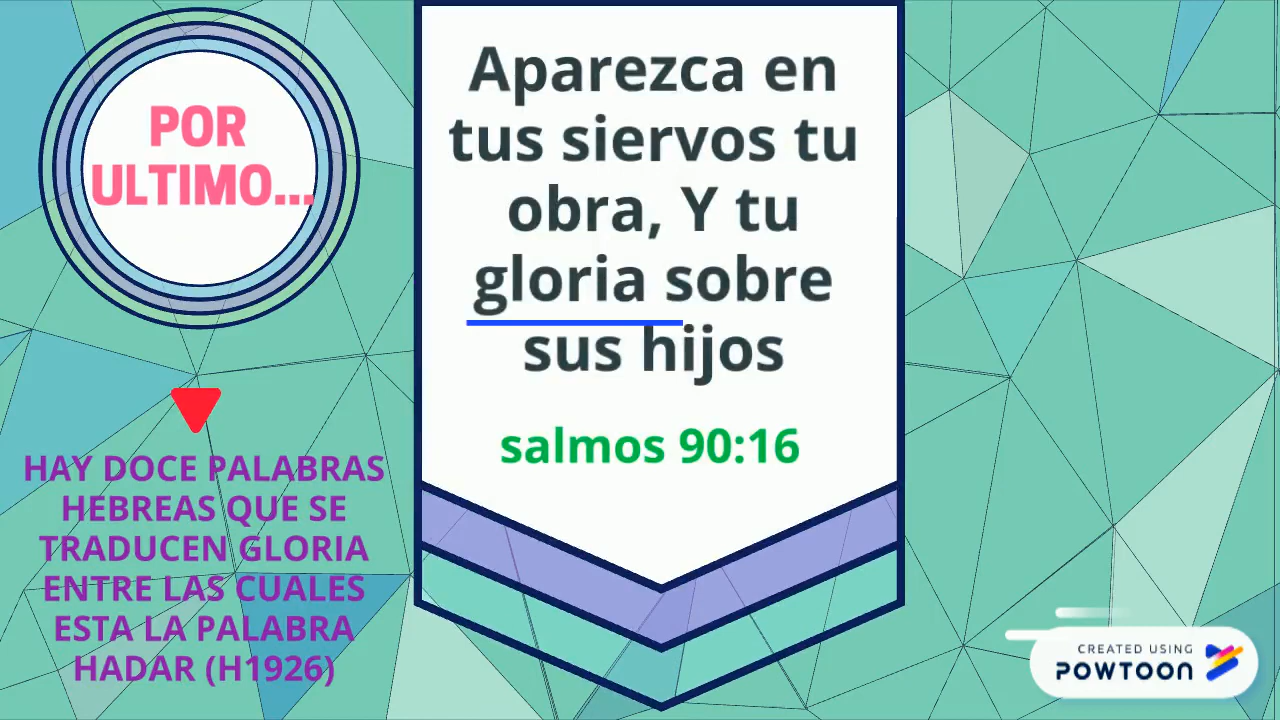 POR
ULTIMO...
HAY DOCE PALABRAS
HEBREAS QUE SE
TRADUCEN GLORIA
ENTRE LAS CUALES
ESTA LA PALABRA
HADAR (H1926)
Aparezca en
tus siervos tu
obra, Y tu
gloria sobre
sus hijos
salmos 90:16
CREATED USING
POWTOON